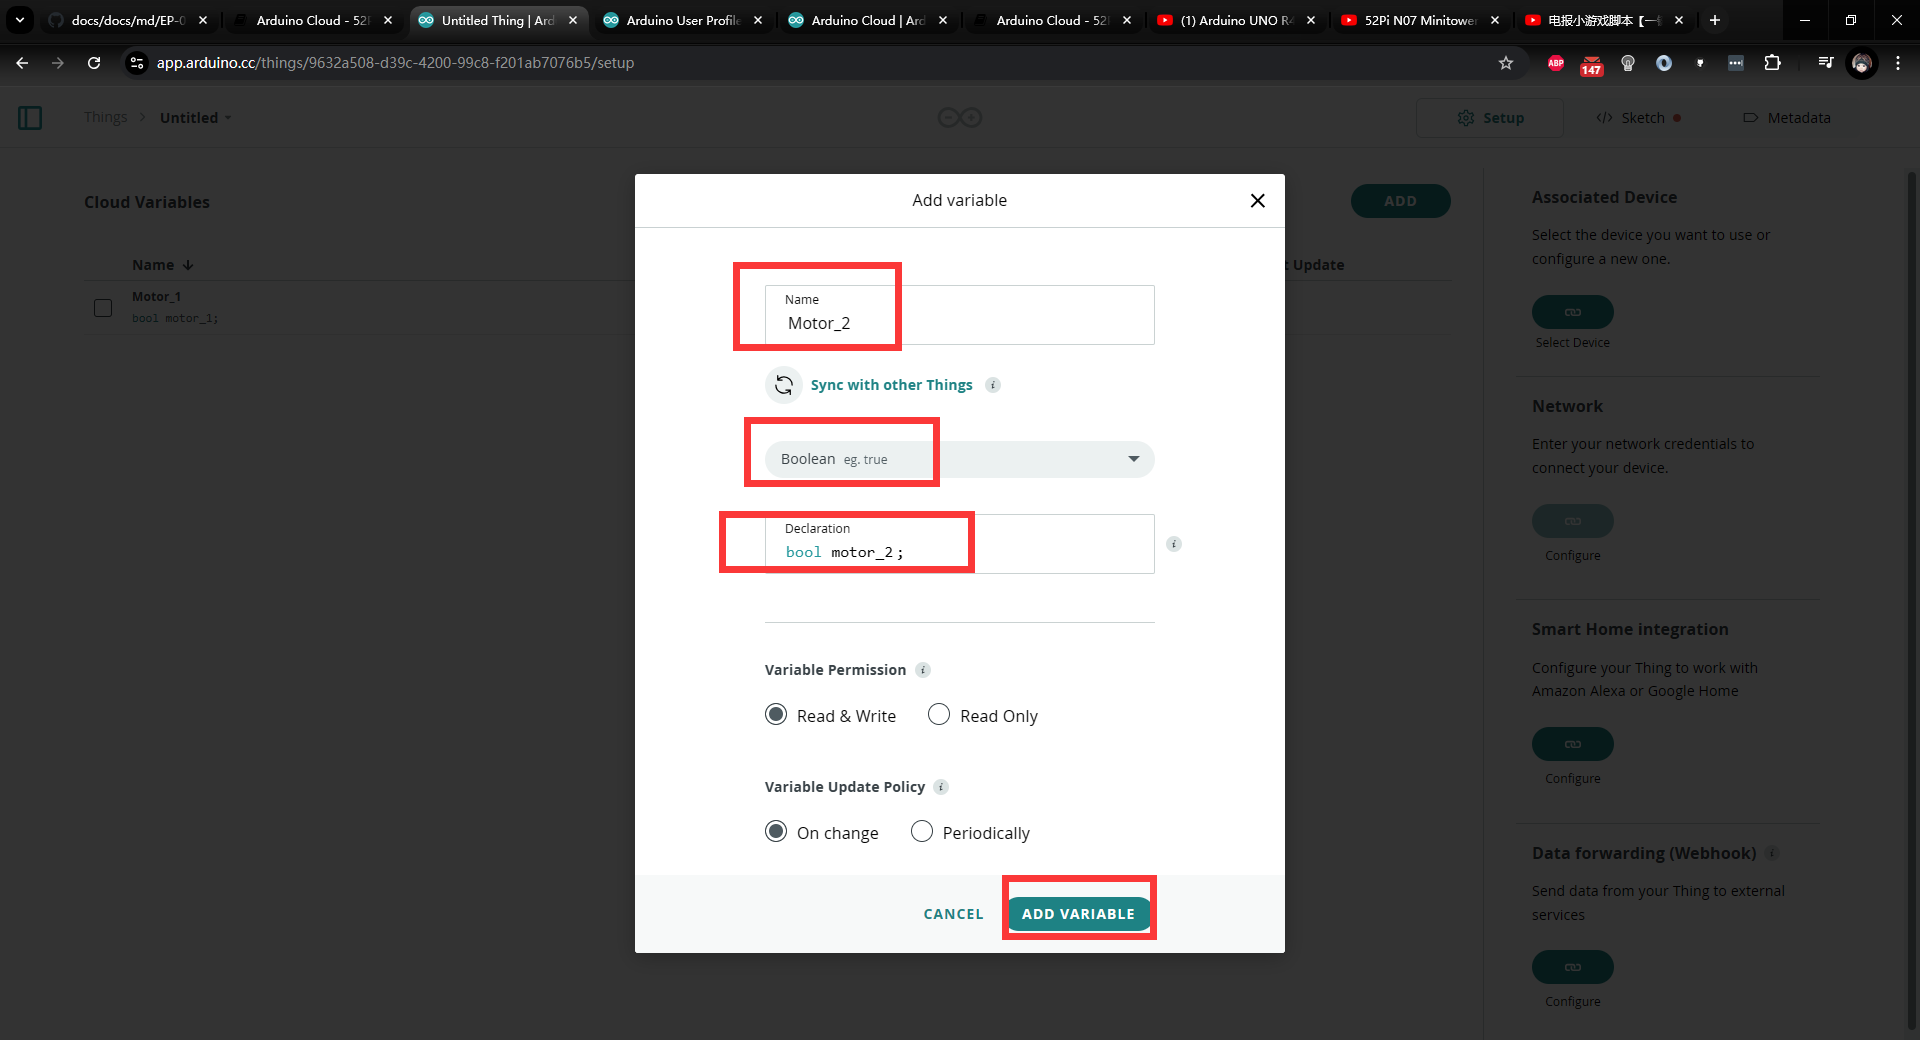 docs/docs/md/EP-0
Arduino Cloud - 52P
Untitled Thing | Ard
Arduino User Profile
Arduino Cloud | Ard
Arduino Cloud - 52P
(1) Arduino UNO R4
52Pi N07 Minitower
电报小游戏脚本【一
app.arduino.cc/things/9632a508-d39c-4200-99c8-f201ab7076b5/setup
ABP
147
Things > Untitled
Setup
</> Sketch
Metadata
Cloud Variables
ADD
Name
t Update
Motor_1
bool motor_1;
Add variable
Name
Motor_2
Sync with other Things
i
Boolean eg. true
Declaration
bool motor_2;
i
Variable Permission i
Read & Write
Read Only
Variable Update Policy i
On change
Periodically
CANCEL
ADD VARIABLE
Associated Device
Select the device you want to use or
configure a new one.
Select Device
Network
Enter your network credentials to
connect your device.
Configure
Smart Home integration
Configure your Thing to work with
Amazon Alexa or Google Home
Configure
Data forwarding (Webhook) i
Send data from your Thing to external
services
Configure